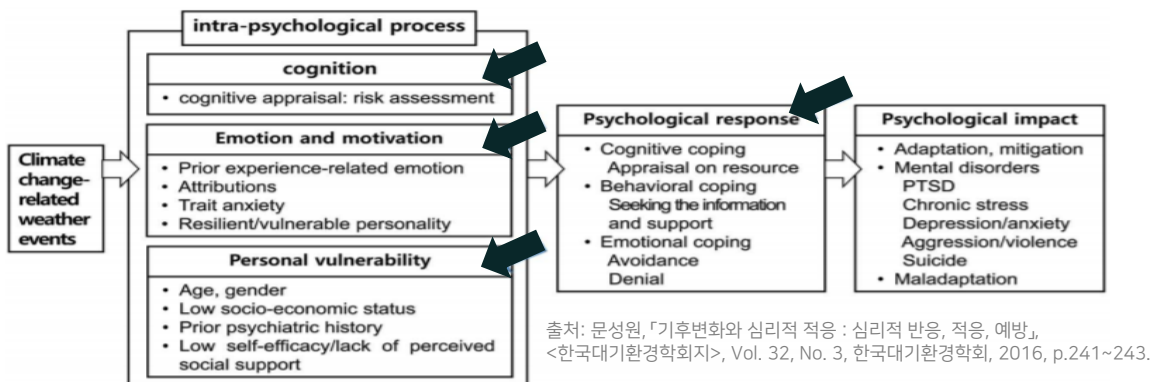 intra-psychological process
cognition
• cognitive appraisal: risk assessment
Emotion and motivation
• Prior experience-related emotion
• Attributions
• Trait anxiety
• Resilient/vulnerable personality
Personal vulnerability
• Age, gender
• Low socio-economic status
• Prior psychiatric history
• Low self-efficacy/lack of perceived
social support
Climate
change-
related
weather
events
Psychological response
• Cognitive coping
Appraisal on resource
• Behavioral coping
Seeking the information
and support
• Emotional coping
Avoidance
Denial
Psychological impact
• Adaptation, mitigation
• Mental disorders
PTSD
Chronic stress
Depression/anxiety
Aggression/violence
Suicide
• Maladaptation
출처: 문성원, 「기후변화와 심리적 적응 : 심리적 반응, 적응, 예방」,
<한국대기환경학회지>, Vol. 32, No. 3, 한국대기환경학회, 2016, p.241~243.